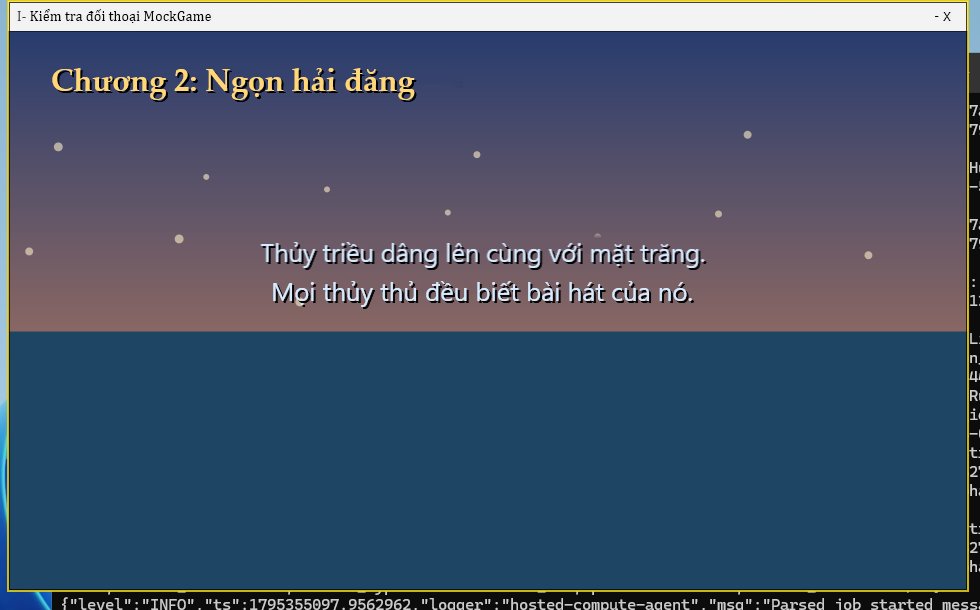 I- Kiểm tra đối thoại MockGame - X
Chương 2: Ngọn hải đăng
Thủy triều dâng lên cùng với mặt trăng.
Mọi thủy thủ đều biết bài hát của nó.
{"level":"INFO","ts":1795355097.9562962,"logger":"hosted-compute-agent","msg":"Parsed job started mes